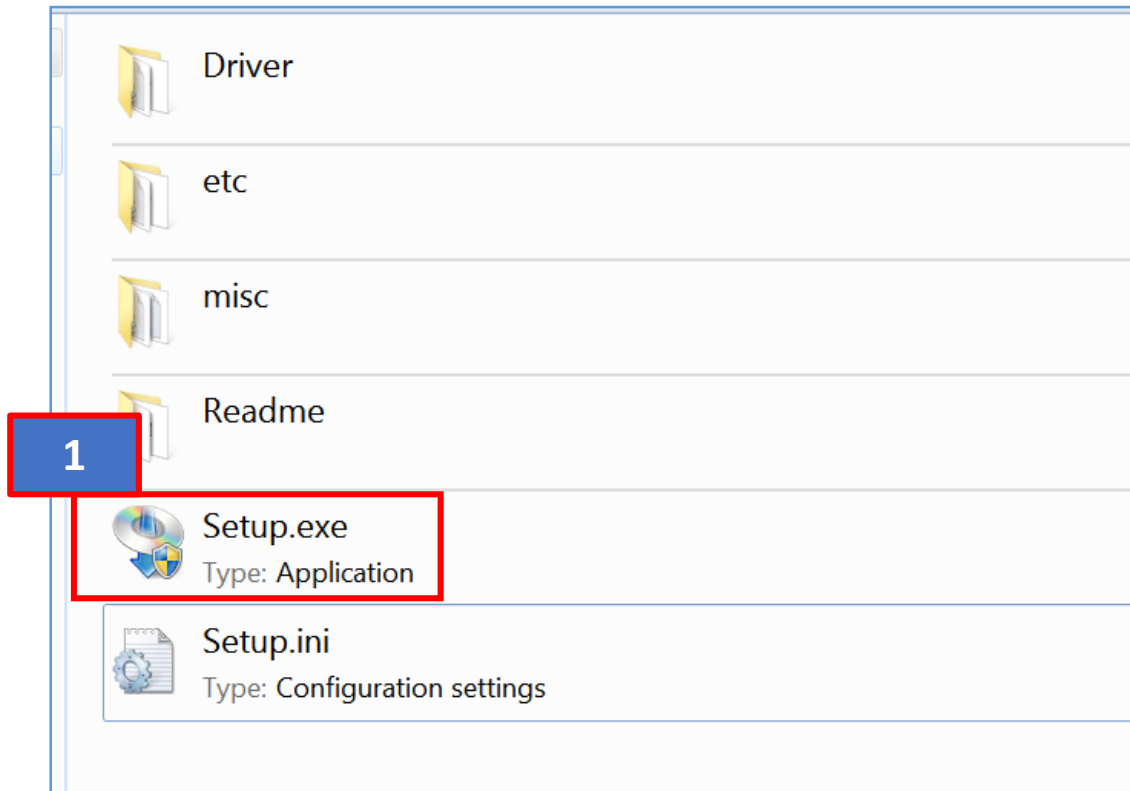 Driver
etc
misc
Readme
1
Setup.exe
Type: Application
Setup.ini
Type: Configuration settings